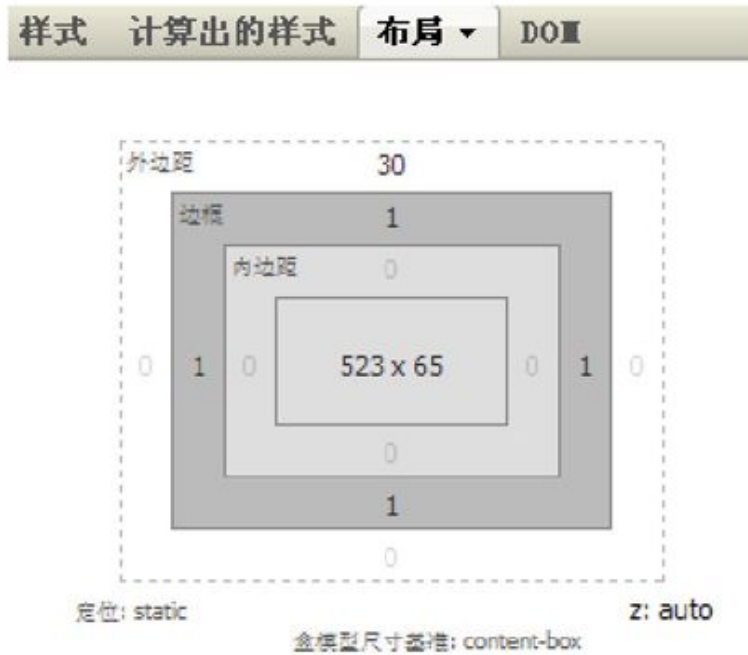 样式 计算出的样式 布局 DOM
外边距 30
边框 1
内边距 0
0 1 0 523 x 65 0 1 0
0
1
0
定位: static z: auto
盒模型尺寸基准: content-box